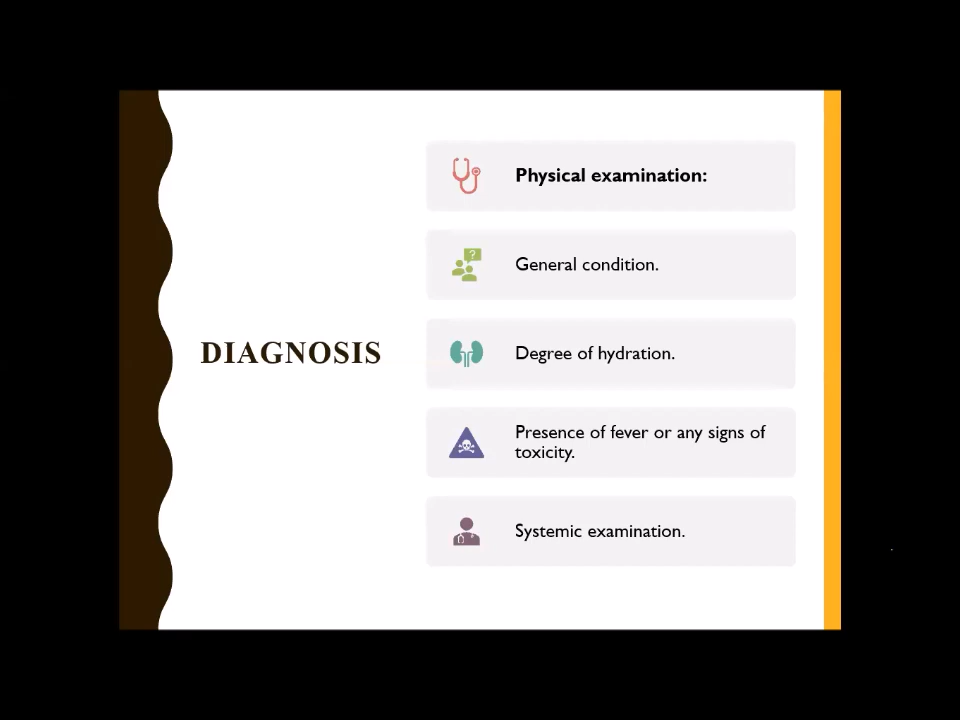 DIAGNOSIS
Physical examination:
General condition.
Degree of hydration.
Presence of fever or any signs of
toxicity.
Systemic examination.